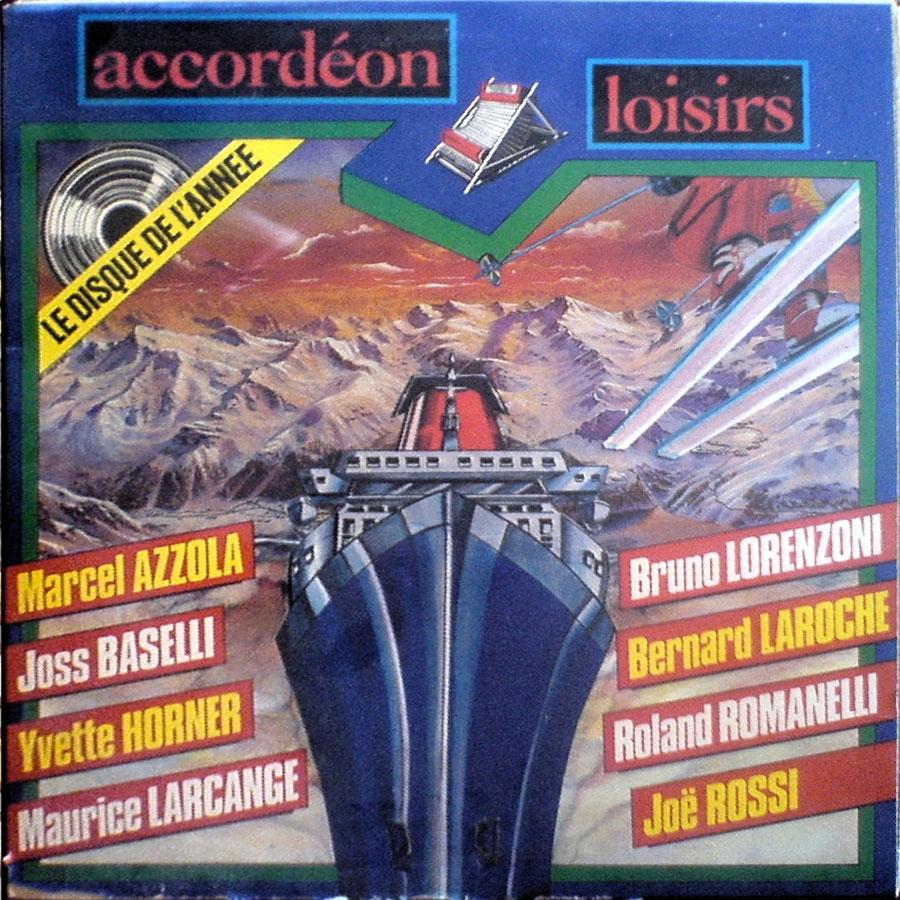 accordéon
loisirs
LE DISQUE DE L'ANNEE
Marcel AZZOLA
Joss BASELLI
Yvette HORNER
Maurice LARCANGE
Bruno LORENZONI
Bernard LAROCHE
Roland ROMANELLI
Joë ROSSI